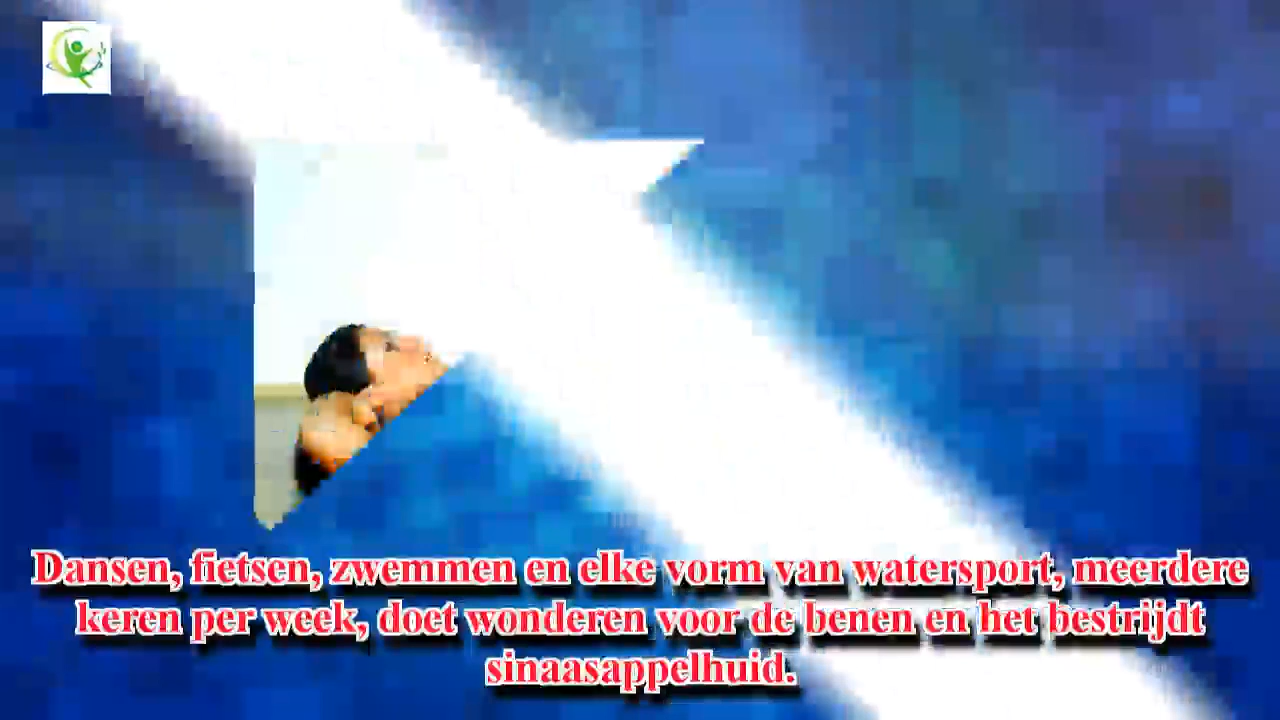 Dansen, fietsen, zwemmen en elke vorm van watersport, meerdere
keren per week, doet wonderen voor de benen en het bestrijdt
sinaasappelhuid.